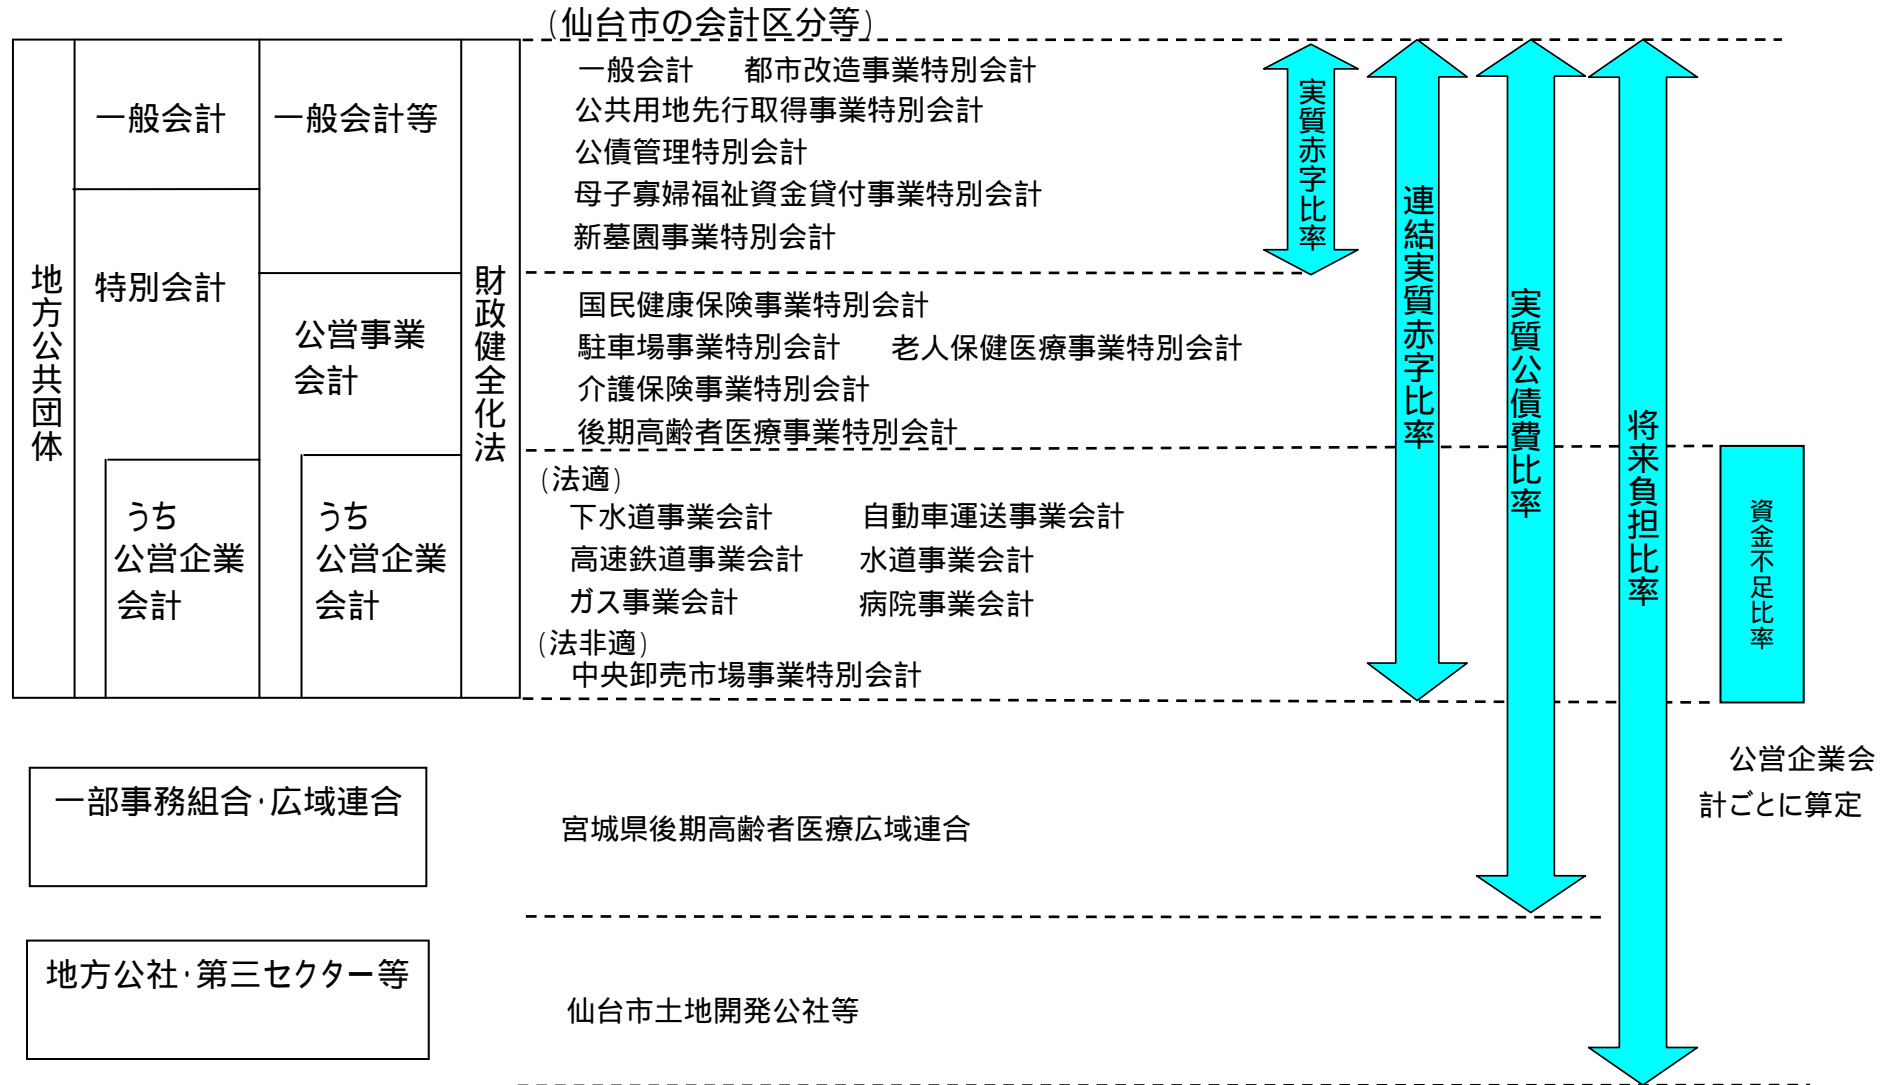 (仙台市の会計区分等)
地方公共団体
一般会計
一般会計等
特別会計
公営事業
会計
うち
公営企業
会計
うち
公営企業
会計
財政健全化法
一般会計 都市改造事業特別会計
公共用地先行取得事業特別会計
公債管理特別会計
母子寡婦福祉資金貸付事業特別会計
新墓園事業特別会計
国民健康保険事業特別会計
駐車場事業特別会計 老人保健医療事業特別会計
介護保険事業特別会計
後期高齢者医療事業特別会計
(法適)
下水道事業会計 自動車運送事業会計
高速鉄道事業会計 水道事業会計
ガス事業会計 病院事業会計
(法非適)
中央卸売市場事業特別会計
実質赤字比率
連結実質赤字比率
実質公債費比率
将来負担比率
資金不足比率
公営企業会
計ごとに算定
一部事務組合・広域連合
宮城県後期高齢者医療広域連合
地方公社・第三セクター等
仙台市土地開発公社等